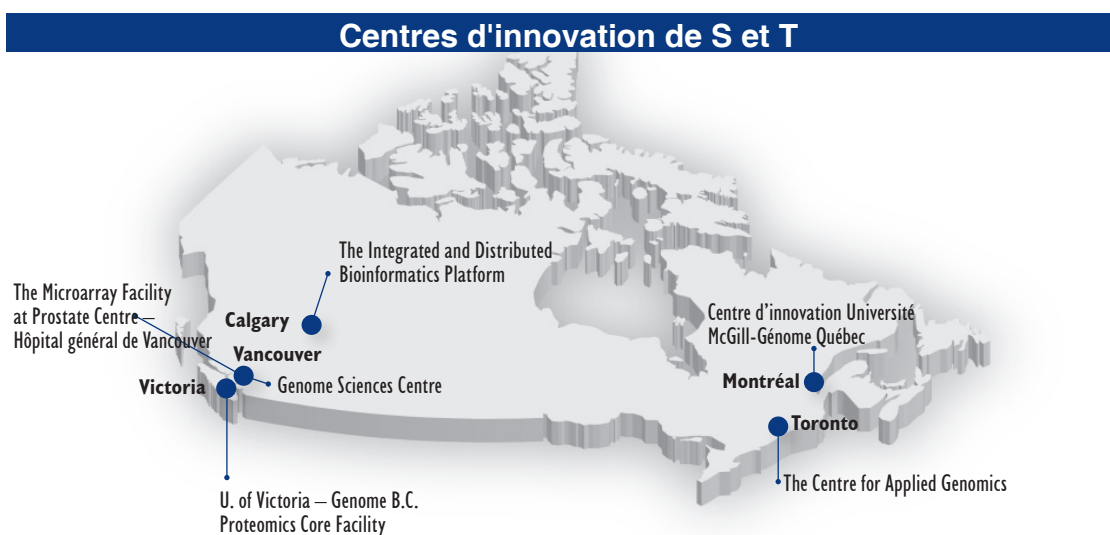 Centres d'innovation de S et T
The Integrated and Distributed
Bioinformatics Platform
The Microarray Facility
at Prostate Centre –
Hôpital général de Vancouver
Calgary
Vancouver
Victoria
Genome Sciences Centre
U. of Victoria – Genome B.C.
Proteomics Core Facility
Centre d’innovation Université
McGill-Génome Québec
Montréal
Toronto
The Centre for Applied Genomics